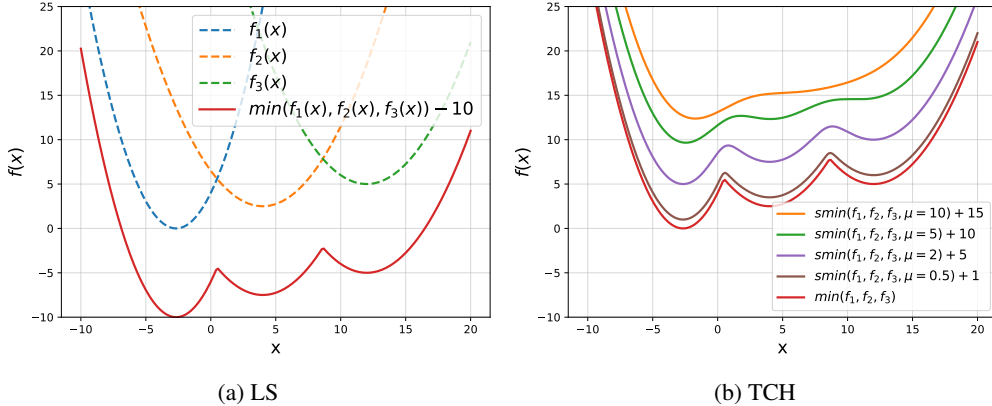 25
20
15
10
5
0
−5
−10
f(x)
−10 −5 0 5 10 15 20
x
f₁(x)
f₂(x)
f₃(x)
min(f₁(x), f₂(x), f₃(x)) − 10
(a) LS
25
20
15
10
5
0
−5
−10
f(x)
−10 −5 0 5 10 15 20
x
smin(f₁, f₂, f₃, μ = 10) + 15
smin(f₁, f₂, f₃, μ = 5) + 10
smin(f₁, f₂, f₃, μ = 2) + 5
smin(f₁, f₂, f₃, μ = 0.5) + 1
min(f₁, f₂, f₃)
(b) TCH